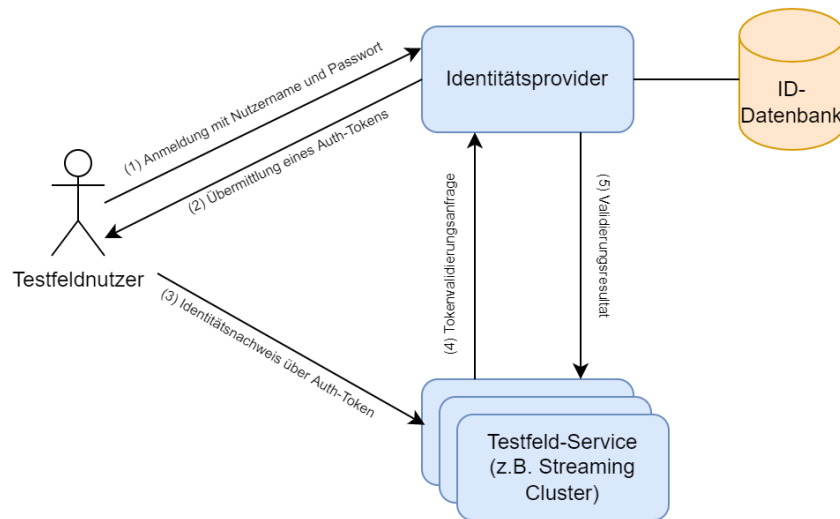 Identitätsprovider
ID-
Datenbank
(1) Anmeldung mit Nutzername und Passwort
(2) Übermittlung eines Auth-Tokens
Testfeldnutzer
(3) Identitätsnachweis über Auth-Token
(4) Tokenvalidierungsanfrage
(5) Validierungsresultat
Testfeld-Service
(z.B. Streaming
Cluster)